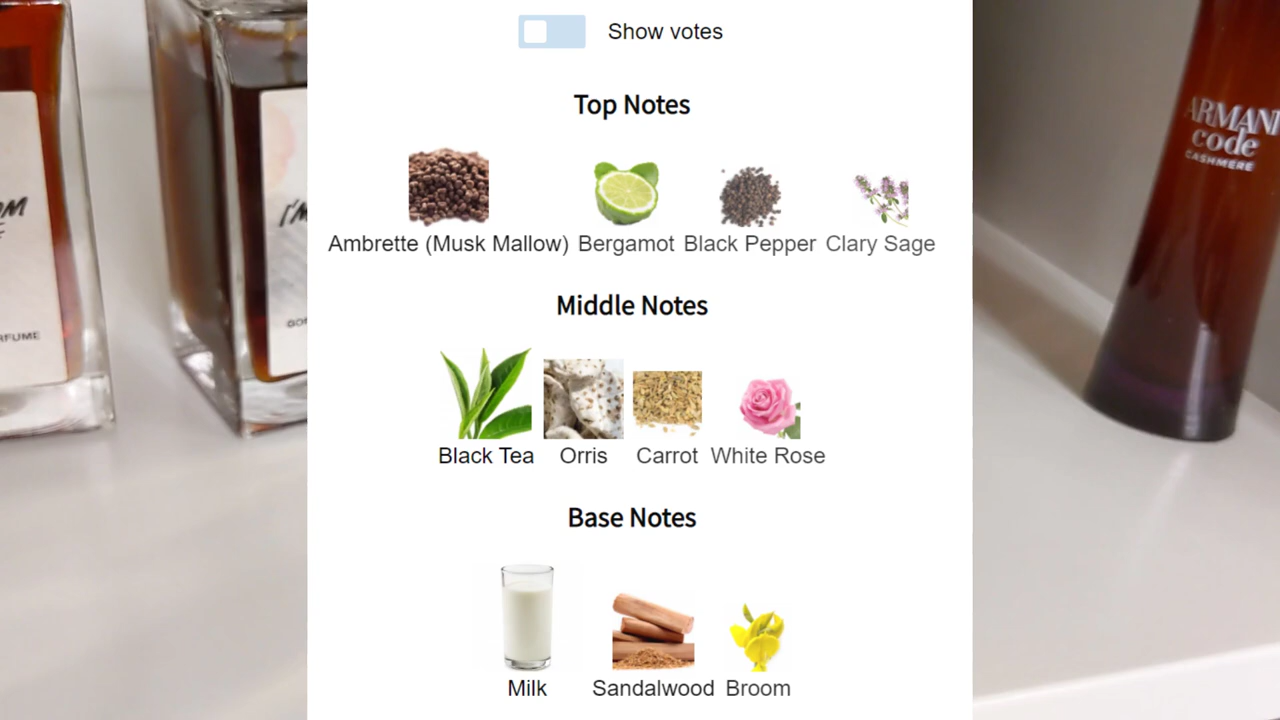 Show votes
Top Notes
Ambrette (Musk Mallow) Bergamot Black Pepper Clary Sage
Middle Notes
Black Tea Orris Carrot White Rose
Base Notes
Milk Sandalwood Broom
I'M
ARMANI
code
CASHMERE